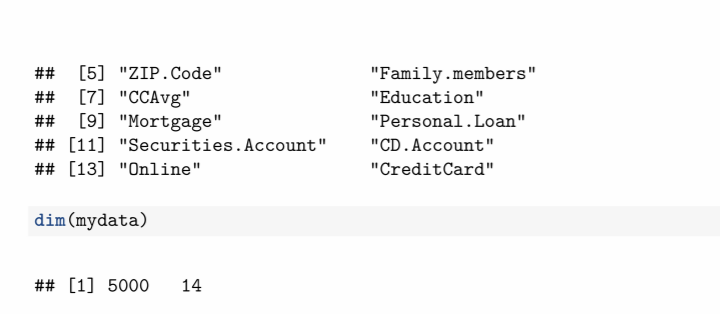 ##  [5] "ZIP.Code"           "Family.members"
##  [7] "CCAvg"              "Education"
##  [9] "Mortgage"           "Personal.Loan"
## [11] "Securities.Account" "CD.Account"
## [13] "Online"             "CreditCard"
dim(mydata)
## [1] 5000   14